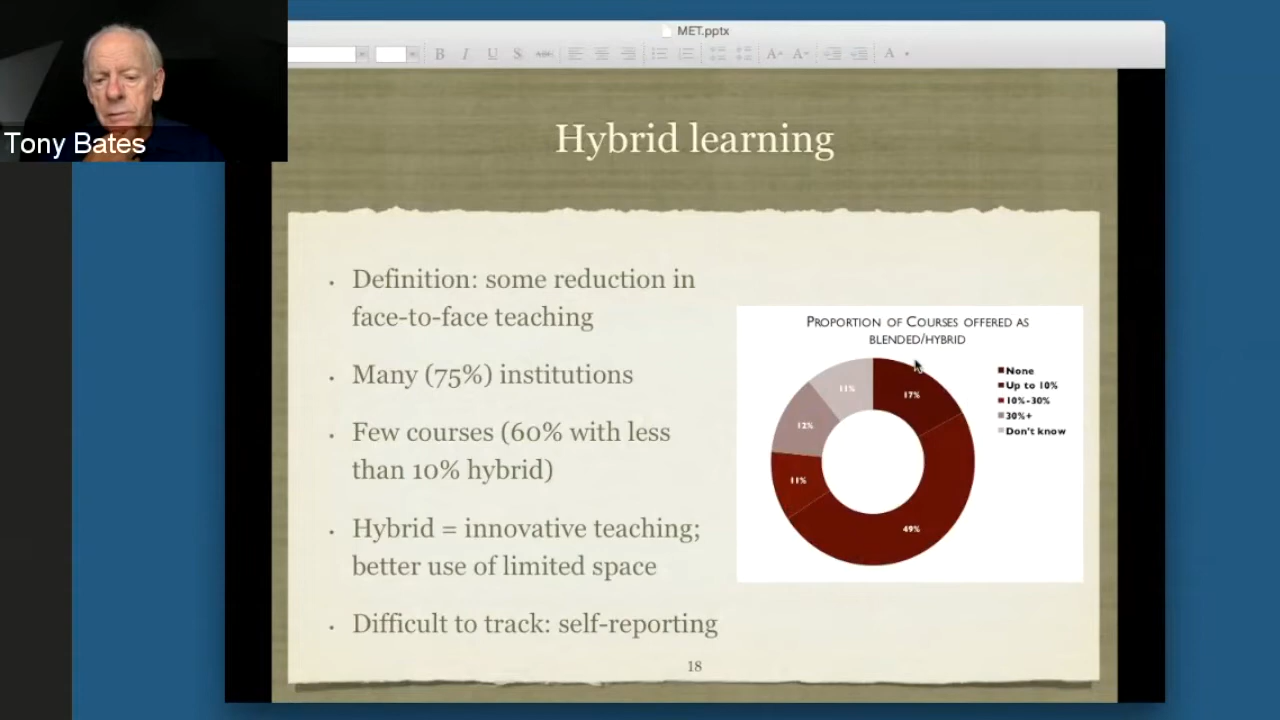 MET.pptx
B I U S ABC
A A
A
Tony Bates
Hybrid learning
• Definition: some reduction in
face-to-face teaching
• Many (75%) institutions
• Few courses (60% with less
than 10% hybrid)
• Hybrid = innovative teaching;
better use of limited space
• Difficult to track: self-reporting
PROPORTION OF COURSES OFFERED AS
BLENDED/HYBRID
17%
49%
11%
12%
11%
None
Up to 10%
10%-30%
30%+
Don't know
18